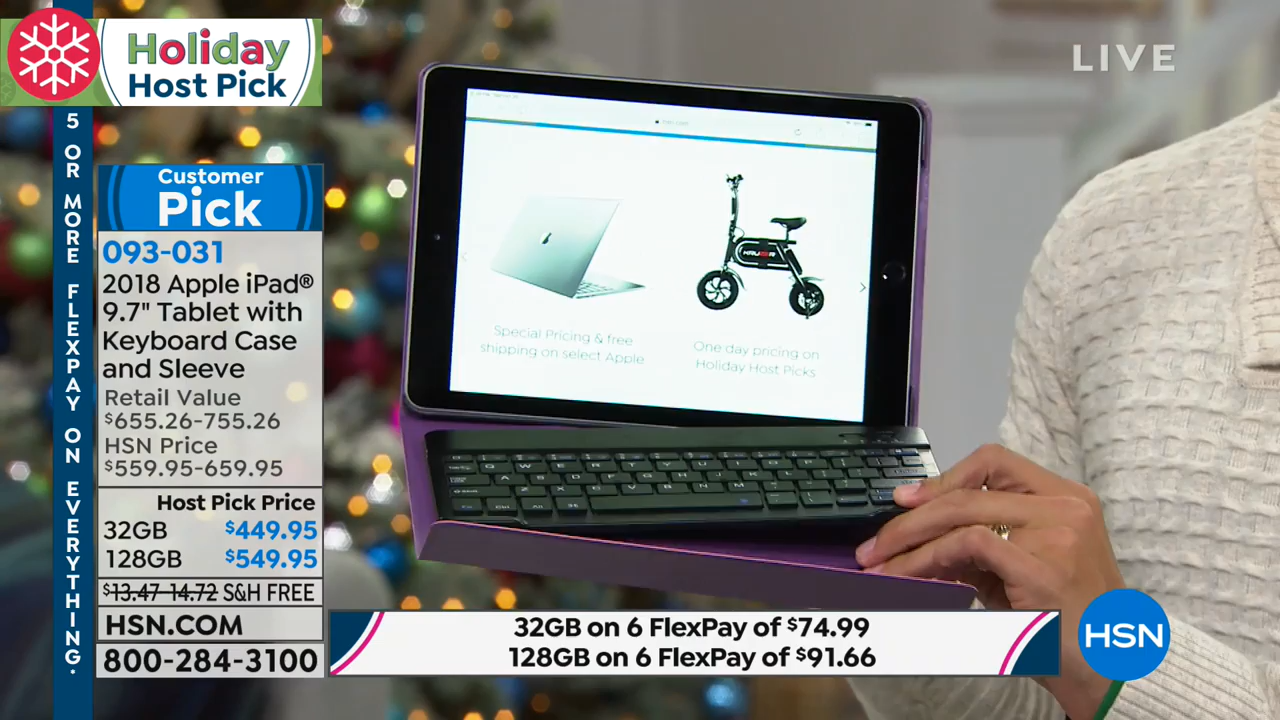 Holiday
Host Pick
LIVE
5 OR MORE FLEXPAY ON EVERYTHING.
Customer
Pick
093-031
2018 Apple iPad®
9.7" Tablet with
Keyboard Case
and Sleeve
Retail Value
$655.26-755.26
HSN Price
$559.95-659.95
Host Pick Price
32GB $449.95
128GB $549.95
$13.47-14.72 S&H FREE
HSN.COM
800-284-3100
Special Pricing & free
shipping on select Apple
One day pricing on
Holiday Host Picks
32GB on 6 FlexPay of $74.99
128GB on 6 FlexPay of $91.66
HSN